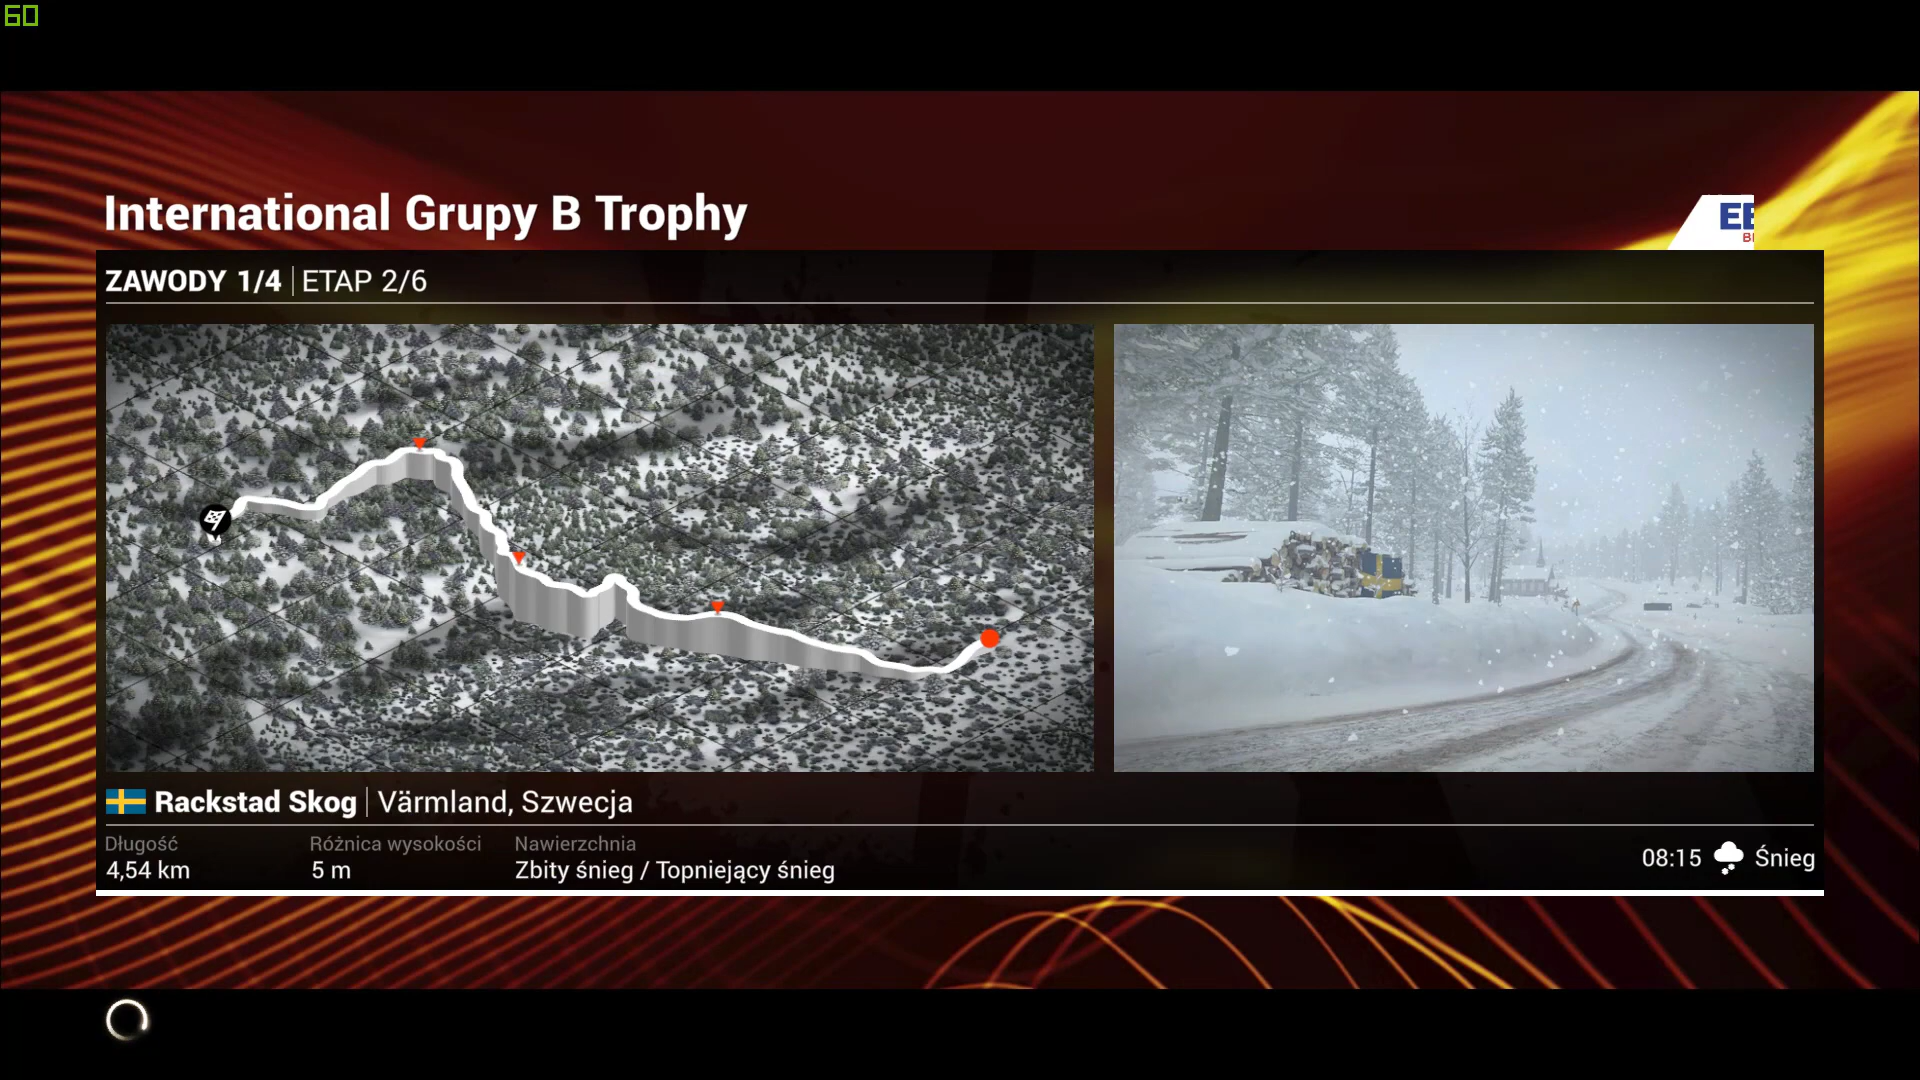 60
International Grupy B Trophy
ZAWODY 1/4 | ETAP 2/6
Rackstad Skog | Värmland, Szwecja
Długość
4,54 km
Różnica wysokości
5 m
Nawierzchnia
Zbity śnieg / Topniejący śnieg
08:15 Śnieg